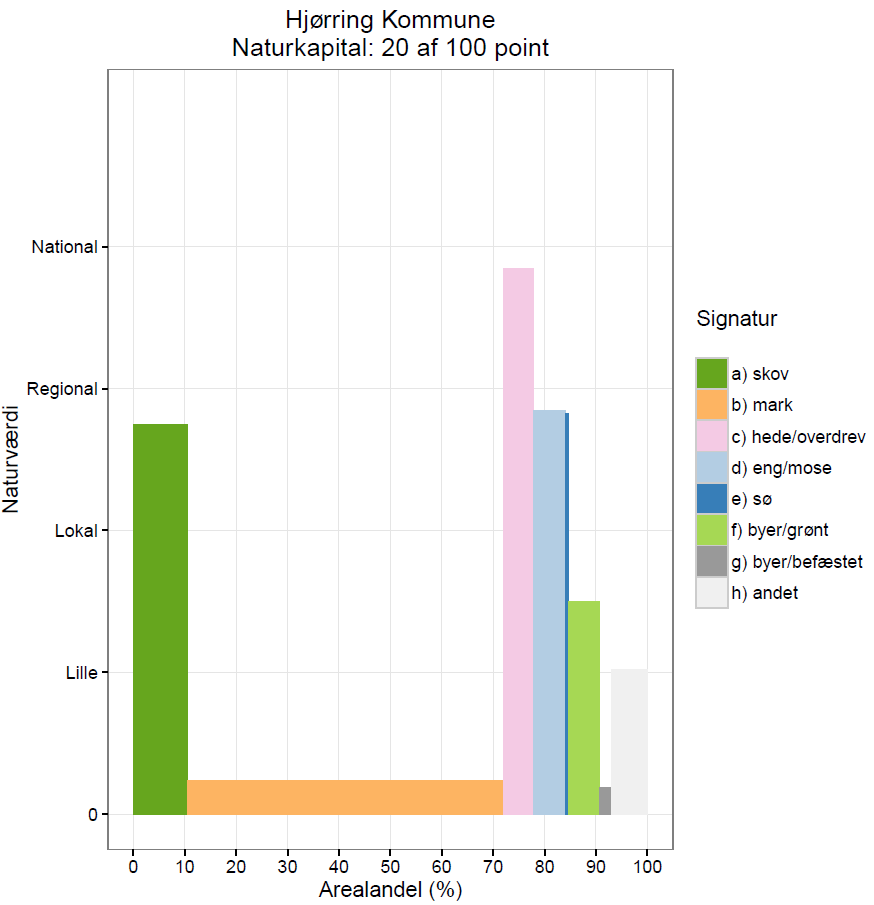 Hjørring Kommune
Naturkapital: 20 af 100 point
National
Regional
Lokal
Lille
0
Naturværdi
0 10 20 30 40 50 60 70 80 90 100
Arealandel (%)
Signatur
a) skov
b) mark
c) hede/overdrev
d) eng/mose
e) sø
f) byer/grønt
g) byer/befæstet
h) andet